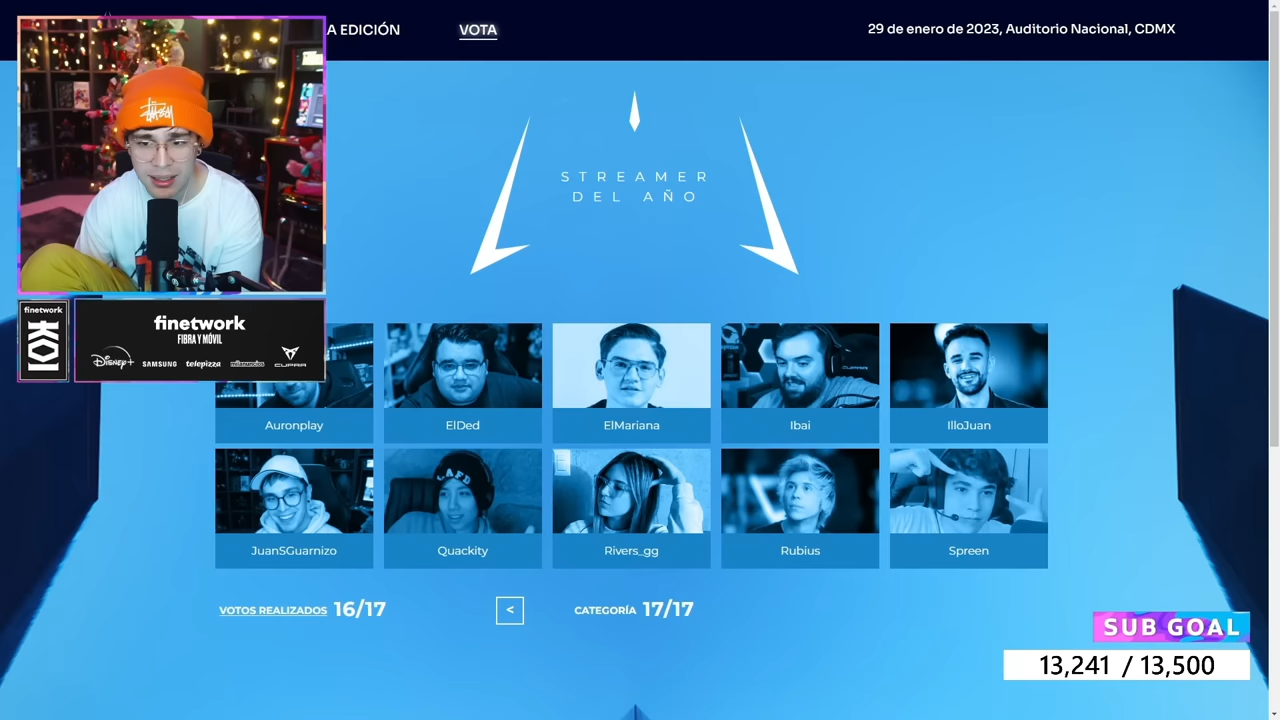 A EDICIÓN
VOTA
29 de enero de 2023, Auditorio Nacional, CDMX
STREAMER
DEL AÑO
finetwork
KOI
finetwork
FIBRA Y MÓVIL
Disney+ SAMSUNG telepizza milanuncios CUPRA
Auronplay
ElDed
ElMariana
Ibai
IlloJuan
JuanSGuarnizo
Quackity
Rivers_gg
Rubius
Spreen
VOTOS REALIZADOS 16/17
<
CATEGORÍA 17/17
SUB GOAL
13,241 / 13,500